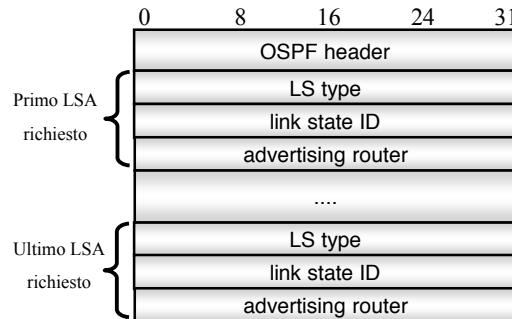 0 8 16 24 31
OSPF header
Primo LSA
richiesto
LS type
link state ID
advertising router
....
Ultimo LSA
richiesto
LS type
link state ID
advertising router